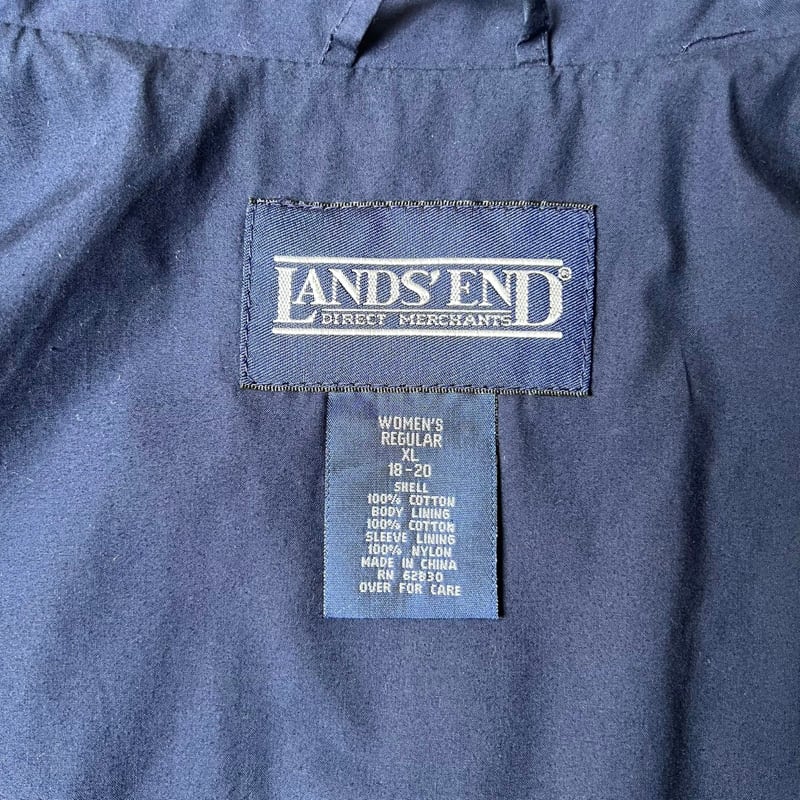 LANDS' END®
DIRECT MERCHANTS
WOMEN'S
REGULAR
XL
18-20
SHELL
100% COTTON
BODY LINING
100% COTTON
SLEEVE LINING
100% NYLON
MADE IN CHINA
RN 62830
OVER FOR CARE